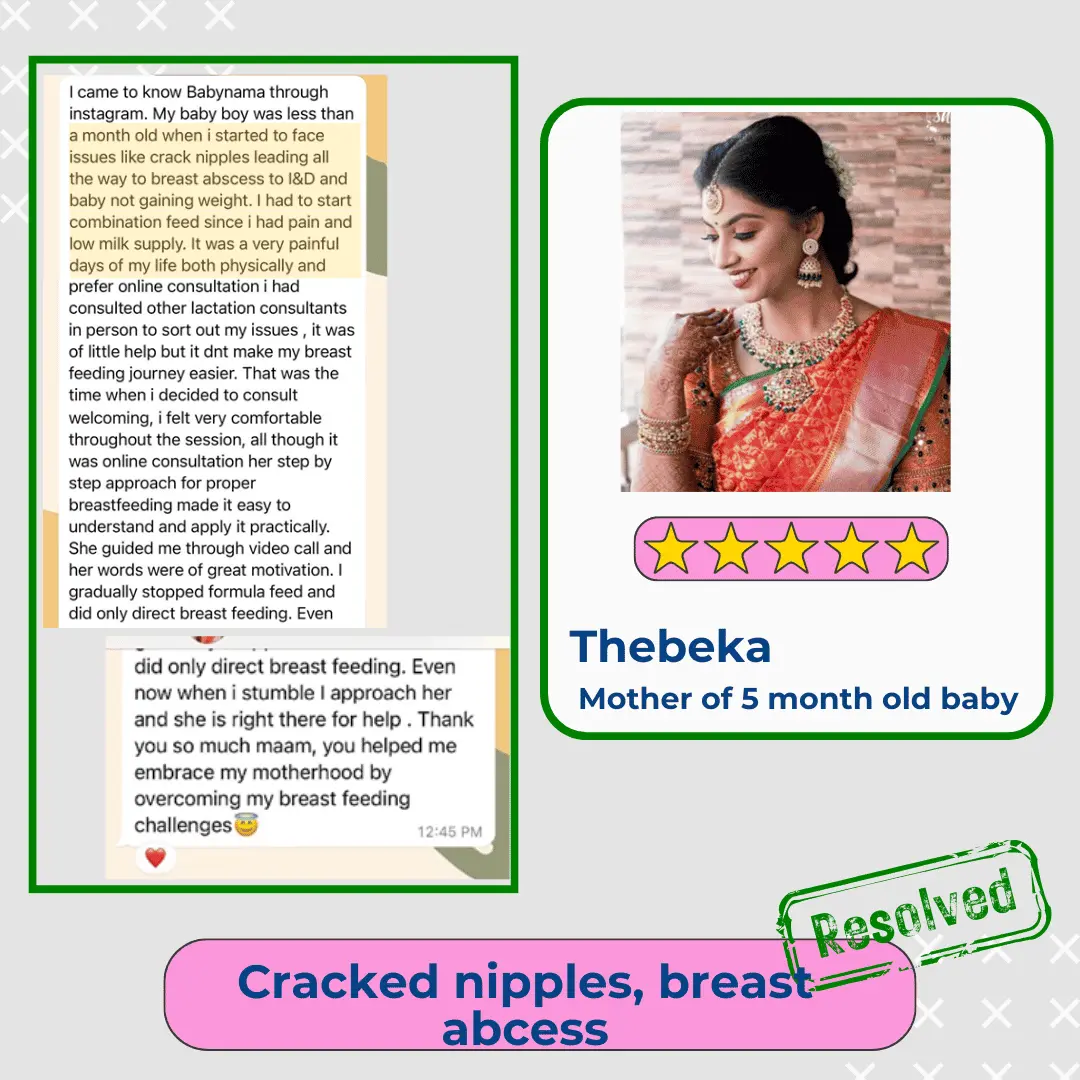 I came to know Babynama through
instagram. My baby boy was less than
a month old when i started to face
issues like crack nipples leading all
the way to breast abscess to I&D and
baby not gaining weight. I had to start
combination feed since i had pain and
low milk supply. It was a very painful
days of my life both physically and
prefer online consultation i had
consulted other lactation consultants
in person to sort out my issues , it was
of little help but it dnt make my breast
feeding journey easier. That was the
time when i decided to consult
welcoming, i felt very comfortable
throughout the session, all though it
was online consultation her step by
step approach for proper
breastfeeding made it easy to
understand and apply it practically.
She guided me through video call and
her words were of great motivation. I
gradually stopped formula feed and
did only direct breast feeding. Even
did only direct breast feeding. Even
now when i stumble I approach her
and she is right there for help . Thank
you so much maam, you helped me
embrace my motherhood by
overcoming my breast feeding
challenges😇
12:45 PM
❤️
Thebeka
Mother of 5 month old baby
Resolved
Cracked nipples, breast
abcess